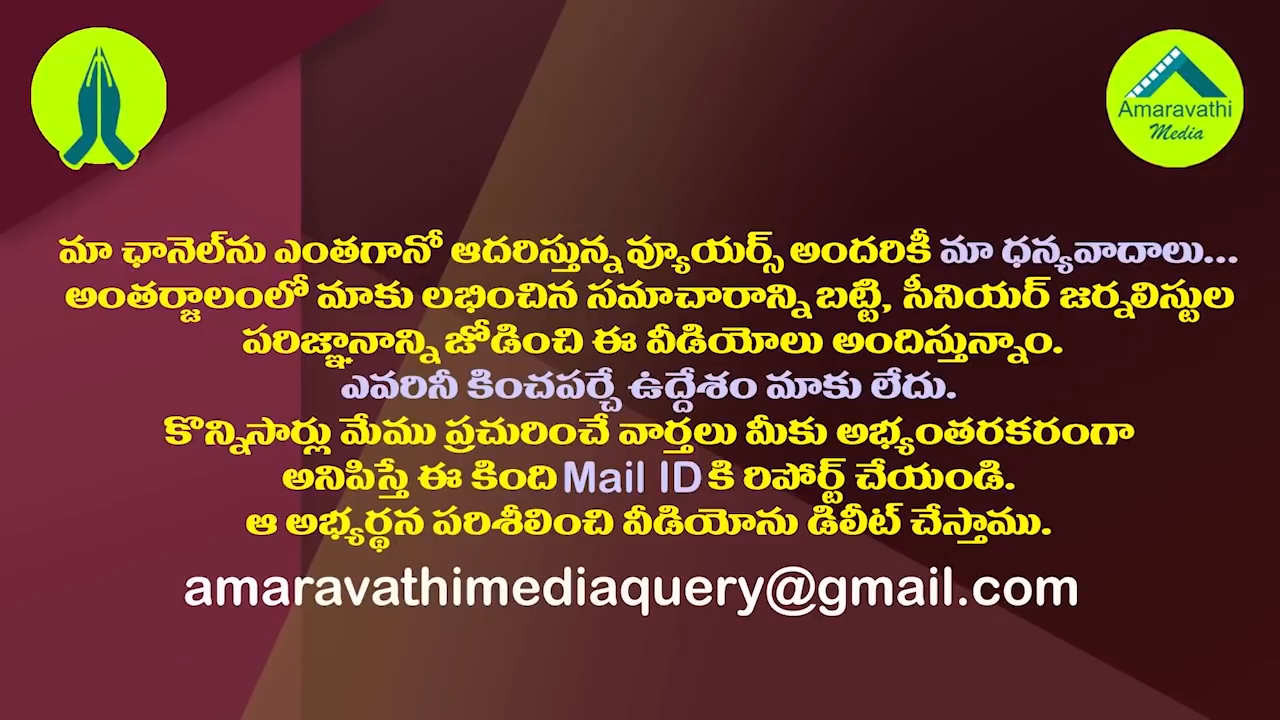 Amaravathi
Media
మా ఛానెల్‌ను ఎంతగానో ఆదరిస్తున్న వ్యూయర్స్ అందరికీ మా ధన్యవాదాలు...
అంతర్జాలంలో మాకు లభించిన సమాచారాన్ని బట్టి, సీనియర్ జర్నలిస్టుల
పరిజ్ఞానాన్ని జోడించి ఈ వీడియోలు అందిస్తున్నాం.
ఎవరినీ కించపర్చే ఉద్దేశం మాకు లేదు.
కొన్నిసార్లు మేము ప్రచురించే వార్తలు మీకు అభ్యంతరకరంగా
అనిపిస్తే ఈ కింది Mail ID కి రిపోర్ట్ చేయండి.
ఆ అభ్యర్థన పరిశీలించి వీడియోను డిలీట్ చేస్తాము.
amaravathimediaquery@gmail.com